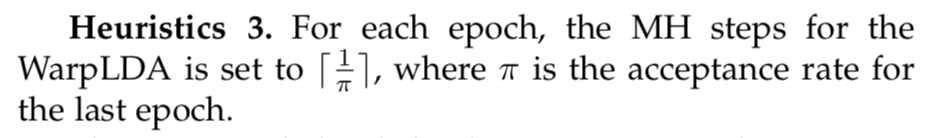 Heuristics 3. For each epoch, the MH steps for the
WarpLDA is set to ⌈1/π⌉, where π is the acceptance rate for
the last epoch.